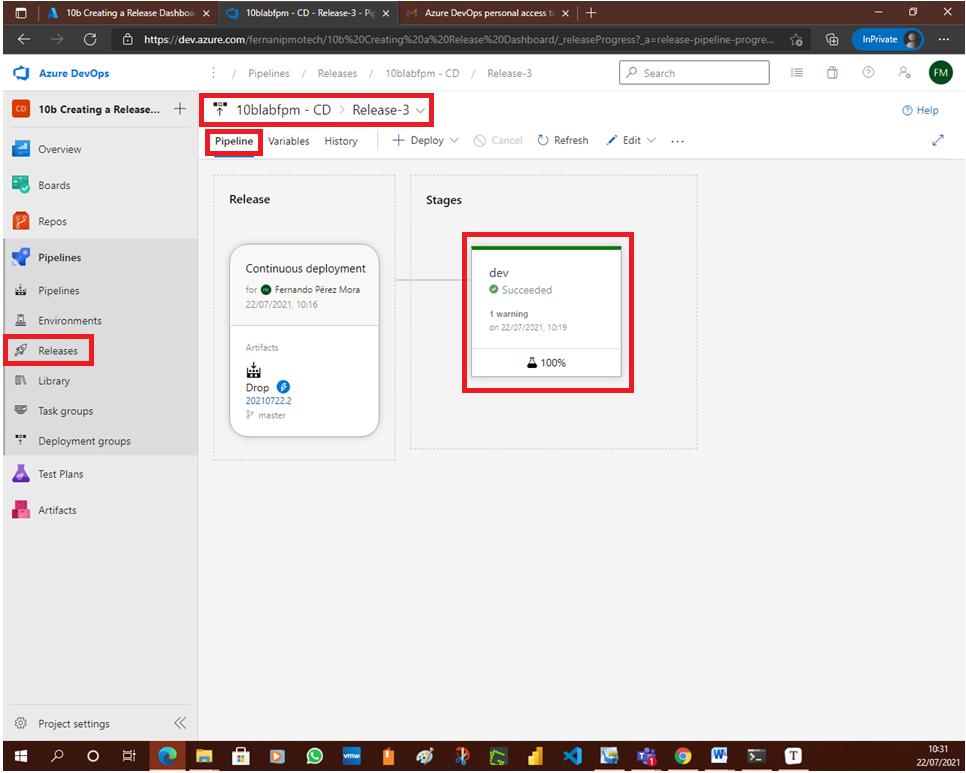 10b Creating a Release Dashboa
10blabfpm - CD - Release-3 - Pip
Azure DevOps personal access to
https://dev.azure.com/fernanipmotech/10b%20Creating%20a%20Release%20Dashboard/_releaseProgress?_a=release-pipeline-progre...
InPrivate
Azure DevOps
/ Pipelines / Releases / 10blabfpm - CD / Release-3
Search
FM
CD 10b Creating a Release...
10blabfpm - CD > Release-3
Help
Pipeline
Variables
History
Deploy
Cancel
Refresh
Edit
Overview
Boards
Repos
Pipelines
Pipelines
Environments
Releases
Library
Task groups
Deployment groups
Test Plans
Artifacts
Project settings
Release
Continuous deployment
for Fernando Pérez Mora
22/07/2021, 10:16
Artifacts
Drop
20210722.2
master
Stages
dev
Succeeded
1 warning
on 22/07/2021, 10:19
100%
vmw
1
T
10:31
22/07/2021